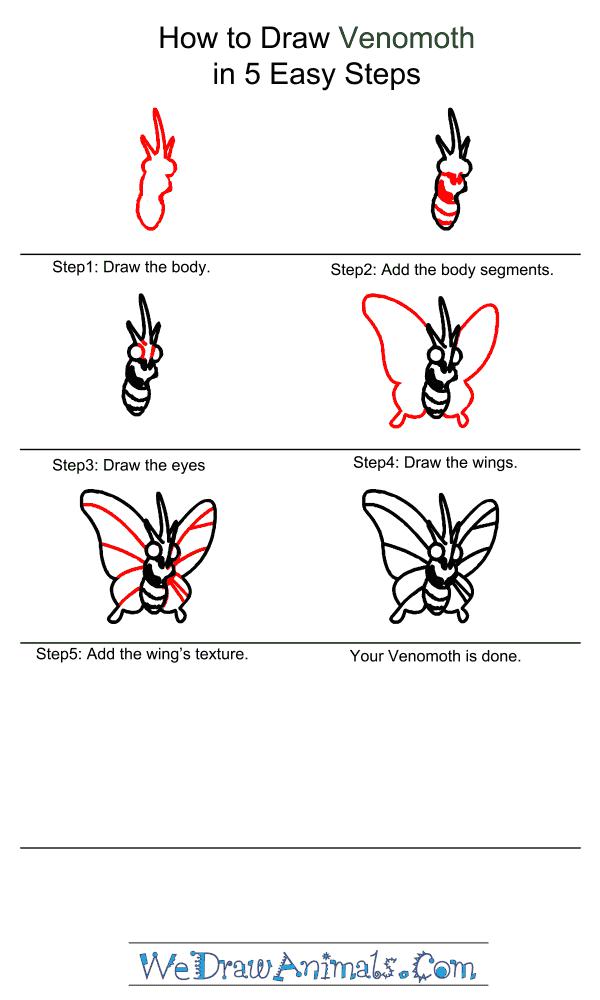 How to Draw Venomoth
in 5 Easy Steps
Step1: Draw the body.
Step2: Add the body segments.
Step3: Draw the eyes
Step4: Draw the wings.
Step5: Add the wing's texture.
Your Venomoth is done.
WeDrawAnimals.Com